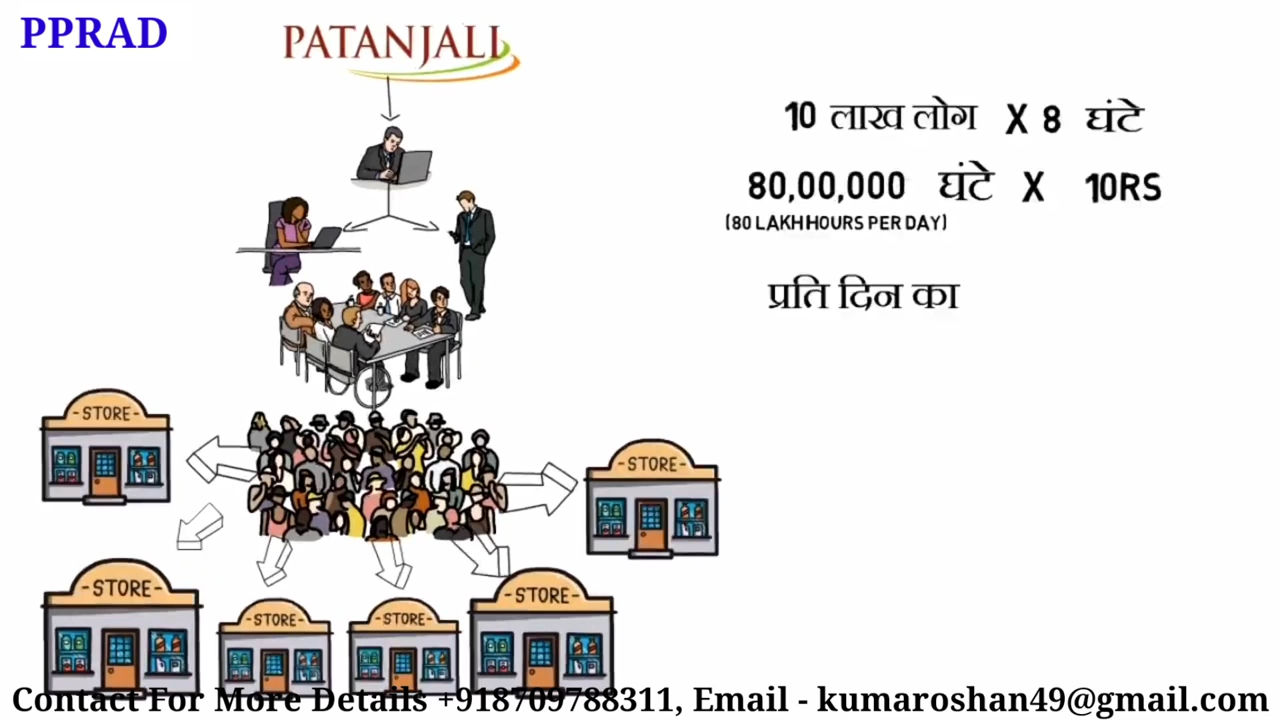 PPRAD
PATANJALI
10 लाख लोग X 8 घंटे
80,00,000 घंटे X 10RS
(80 LAKH HOURS PER DAY)
प्रति दिन का
-STORE-
-STORE-
-STORE-
-STORE-
-STORE-
-STORE-
Contact For More Details +918709788311, Email - kumaroshan49@gmail.com